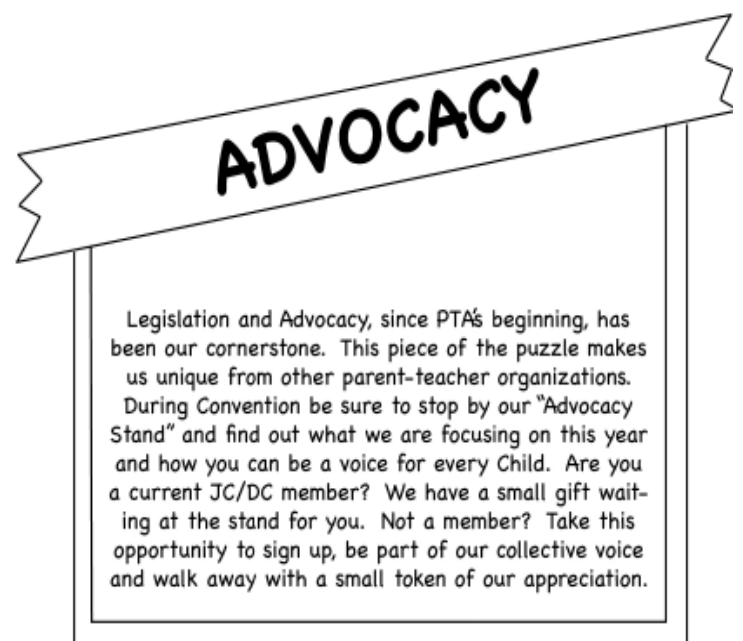 ADVOCACY
Legislation and Advocacy, since PTA's beginning, has
been our cornerstone.  This piece of the puzzle makes
us unique from other parent-teacher organizations.
During Convention be sure to stop by our "Advocacy
Stand" and find out what we are focusing on this year
and how you can be a voice for every Child.  Are you
a current JC/DC member?  We have a small gift wait-
ing at the stand for you.  Not a member?  Take this
opportunity to sign up, be part of our collective voice
and walk away with a small token of our appreciation.